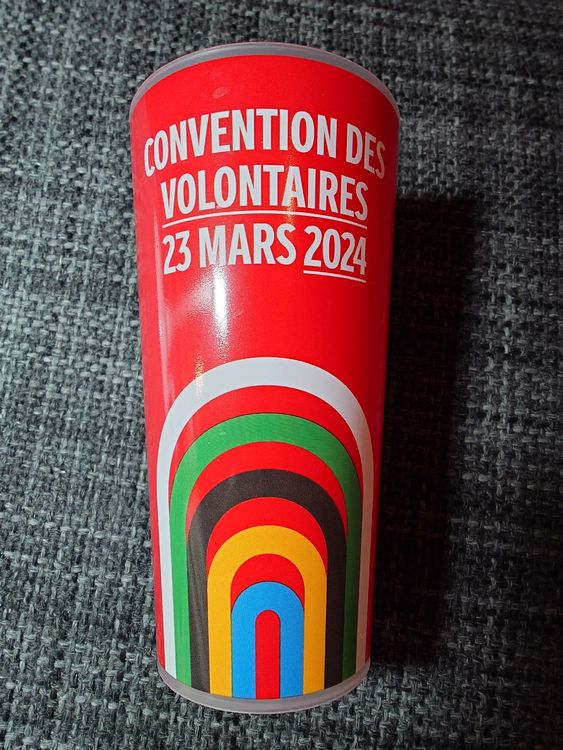 CONVENTION DES
VOLONTAIRES
23 MARS 2024